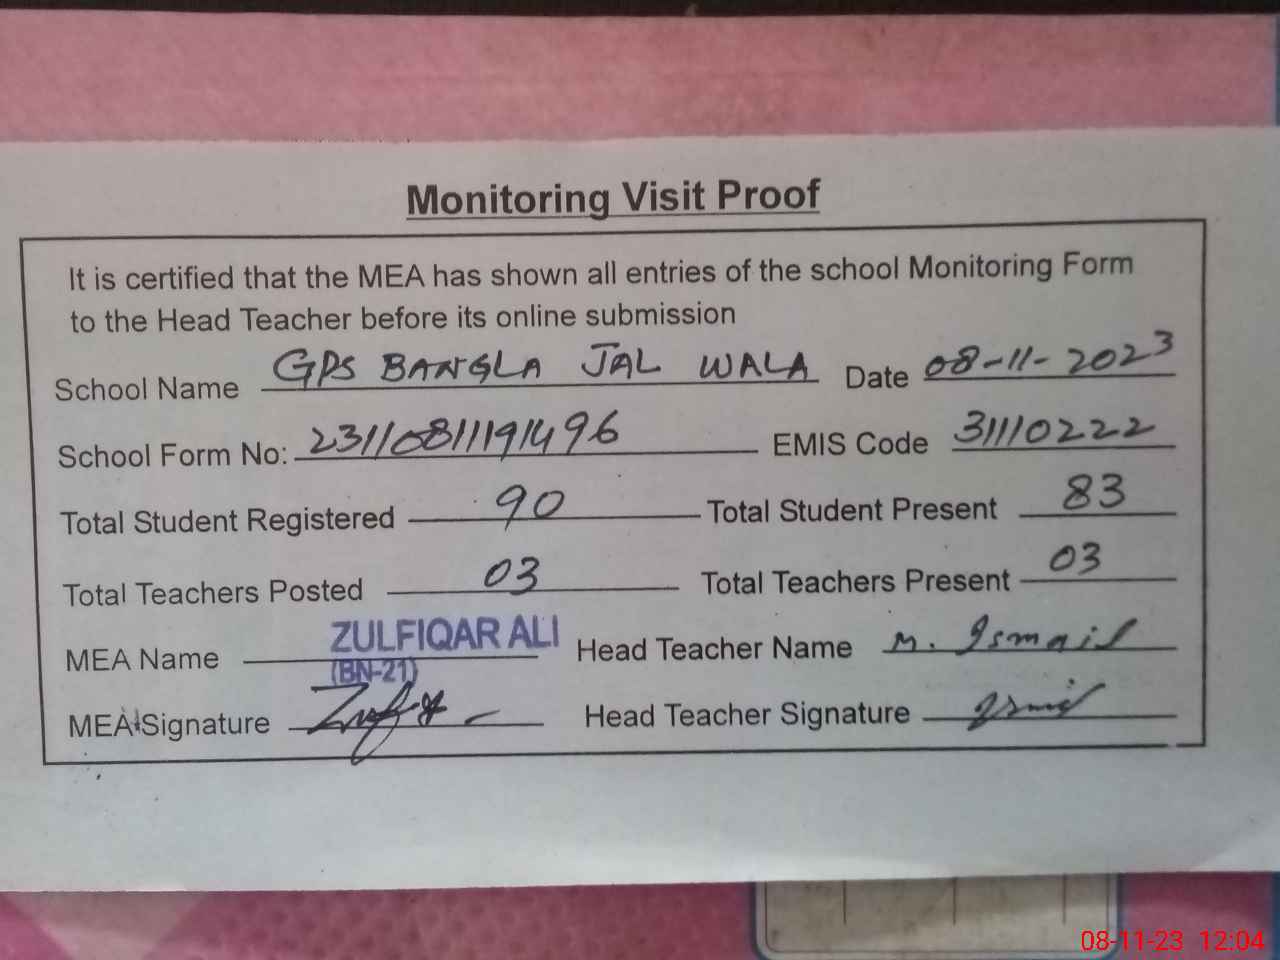 Monitoring Visit Proof
It is certified that the MEA has shown all entries of the school Monitoring Form
to the Head Teacher before its online submission
School Name GPS BANGLA JAL WALA Date 08-11-2023
School Form No: 23110811191496 EMIS Code 31110222
Total Student Registered 90 Total Student Present 83
Total Teachers Posted 03 Total Teachers Present 03
MEA Name ZULFIQAR ALI Head Teacher Name M. Ismail
(BN-21)
MEA Signature Head Teacher Signature
08-11-23 12:04